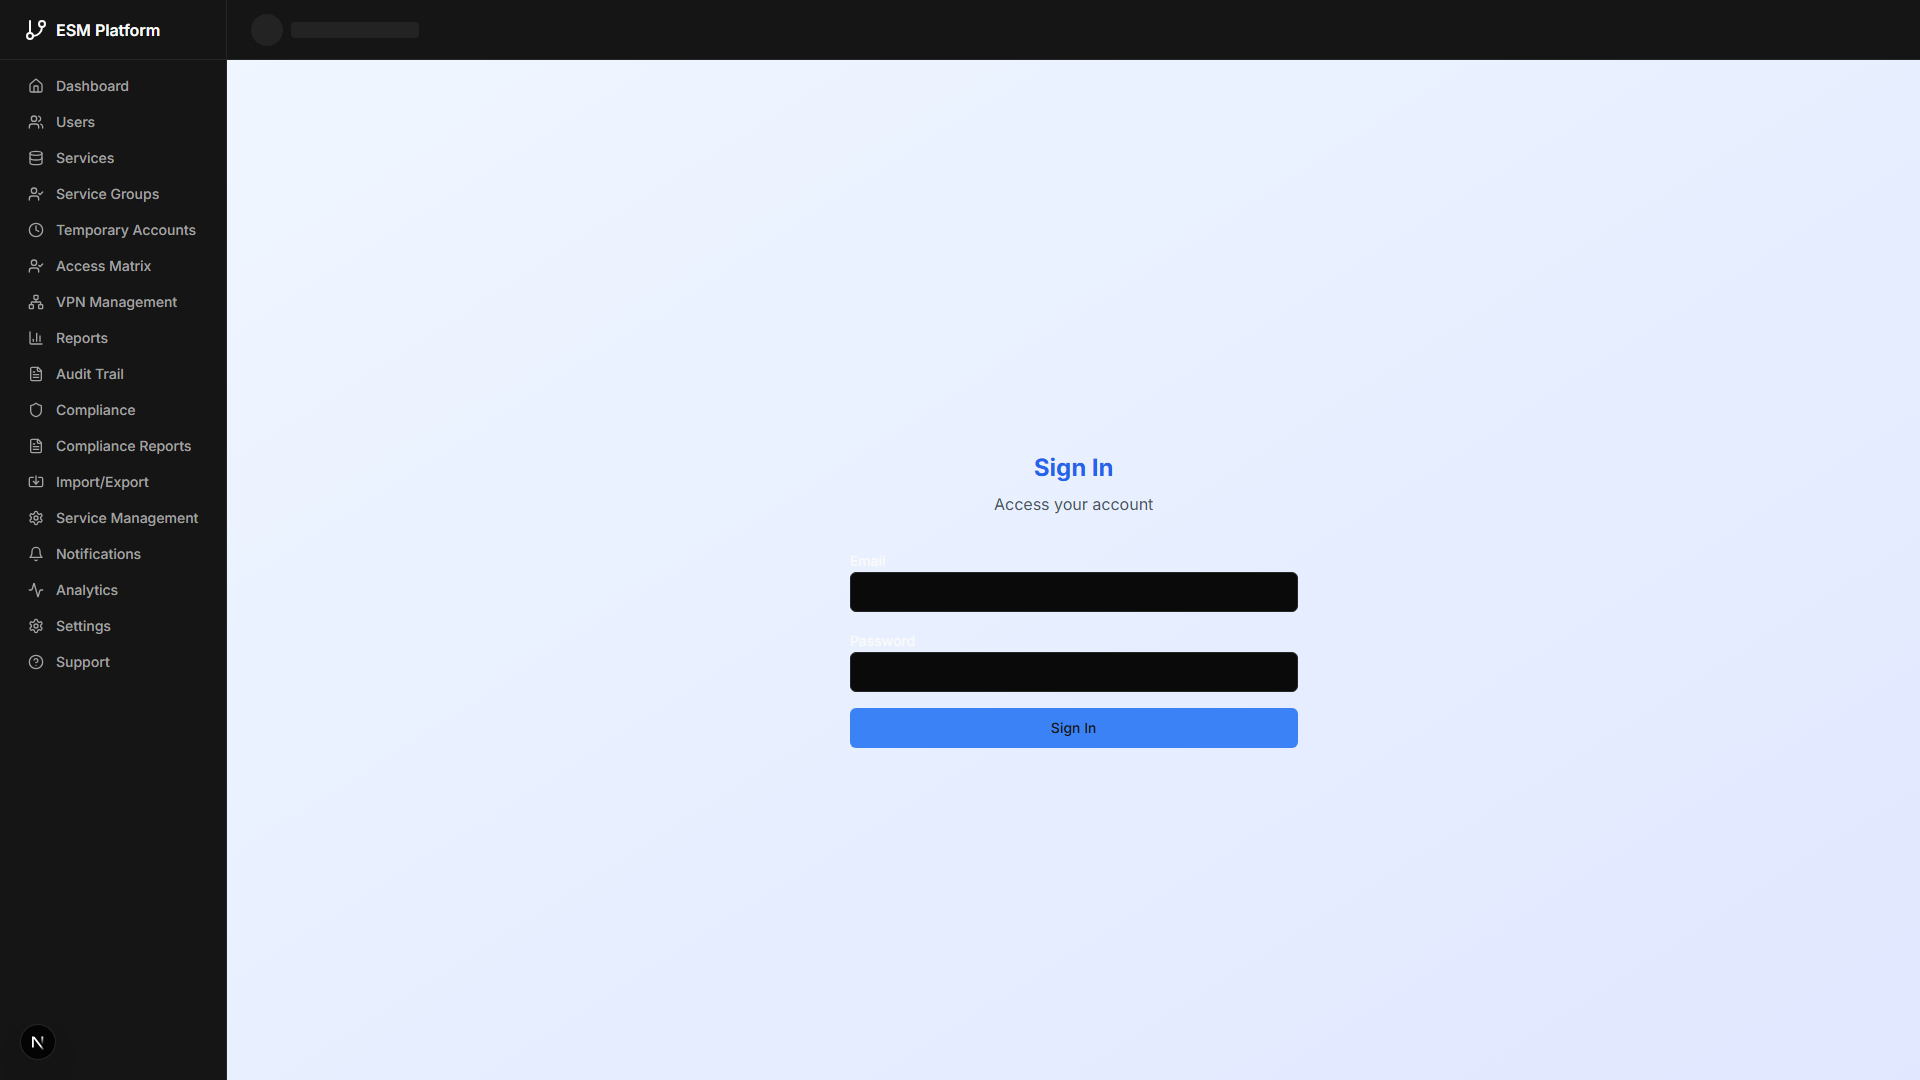 ESM Platform
Dashboard
Users
Services
Service Groups
Temporary Accounts
Access Matrix
VPN Management
Reports
Audit Trail
Compliance
Compliance Reports
Import/Export
Service Management
Notifications
Analytics
Settings
Support
N
Sign In
Access your account
Email
Password
Sign In